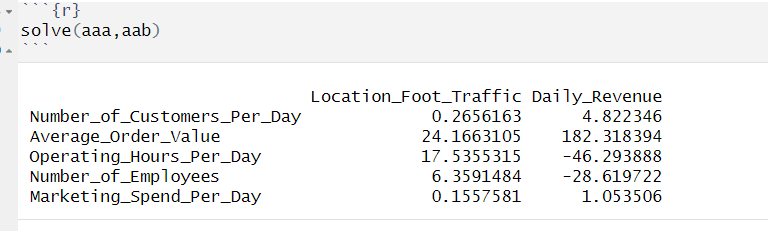 ```{r}
solve(aaa,aab)
```
Location_Foot_Traffic Daily_Revenue
Number_of_Customers_Per_Day 0.2656163 4.822346
Average_Order_Value 24.1663105 182.318394
Operating_Hours_Per_Day 17.5355315 -46.293888
Number_of_Employees 6.3591484 -28.619722
Marketing_Spend_Per_Day 0.1557581 1.053506